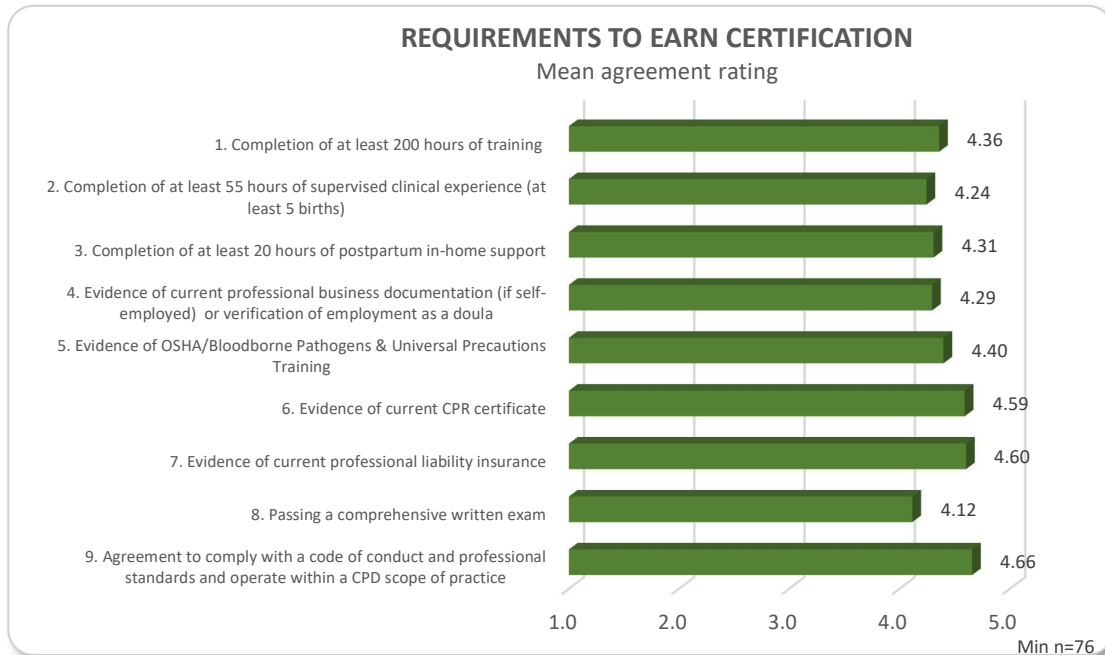 REQUIREMENTS TO EARN CERTIFICATION
Mean agreement rating
1. Completion of at least 200 hours of training
4.36
2. Completion of at least 55 hours of supervised clinical experience (at
least 5 births)
4.24
3. Completion of at least 20 hours of postpartum in-home support
4.31
4. Evidence of current professional business documentation (if self-
employed) or verification of employment as a doula
4.29
5. Evidence of OSHA/Bloodborne Pathogens & Universal Precautions
Training
4.40
6. Evidence of current CPR certificate
4.59
7. Evidence of current professional liability insurance
4.60
8. Passing a comprehensive written exam
4.12
9. Agreement to comply with a code of conduct and professional
standards and operate within a CPD scope of practice
4.66
1.0 2.0 3.0 4.0 5.0
Min n=76